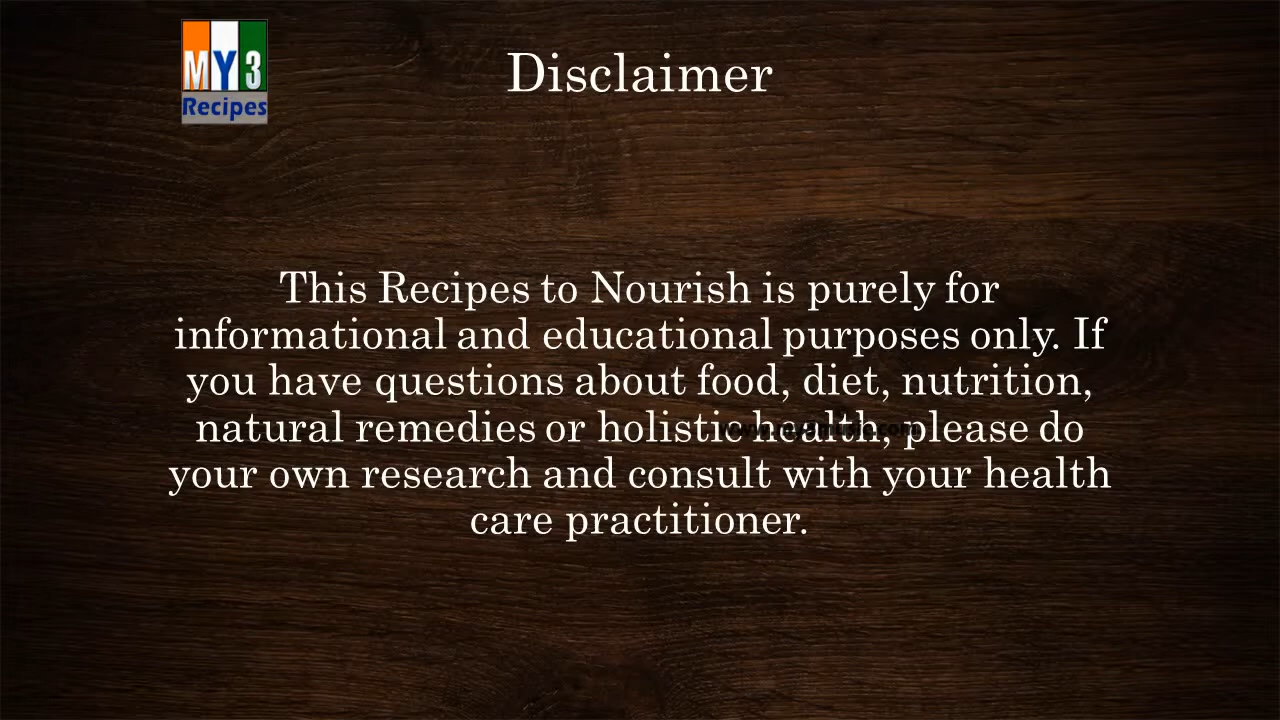 MY3
Recipes
Disclaimer
This Recipes to Nourish is purely for
informational and educational purposes only. If
you have questions about food, diet, nutrition,
natural remedies or holistic health, please do
your own research and consult with your health
care practitioner.